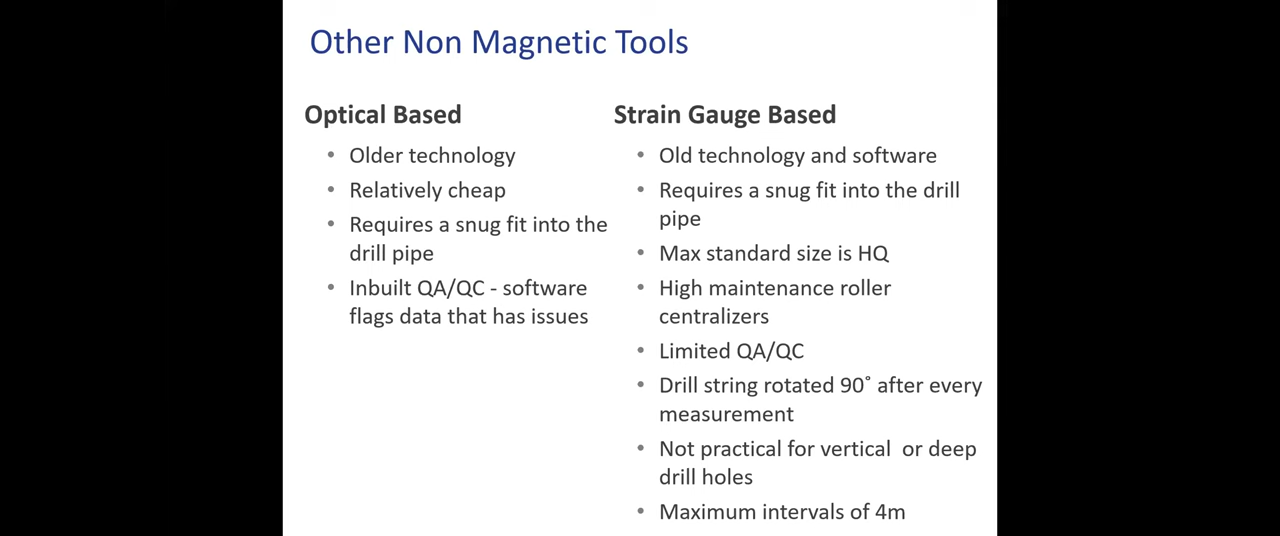 Other Non Magnetic Tools
Optical Based
• Older technology
• Relatively cheap
• Requires a snug fit into the
drill pipe
• Inbuilt QA/QC - software
flags data that has issues
Strain Gauge Based
• Old technology and software
• Requires a snug fit into the drill
pipe
• Max standard size is HQ
• High maintenance roller
centralizers
• Limited QA/QC
• Drill string rotated 90° after every
measurement
• Not practical for vertical  or deep
drill holes
• Maximum intervals of 4m